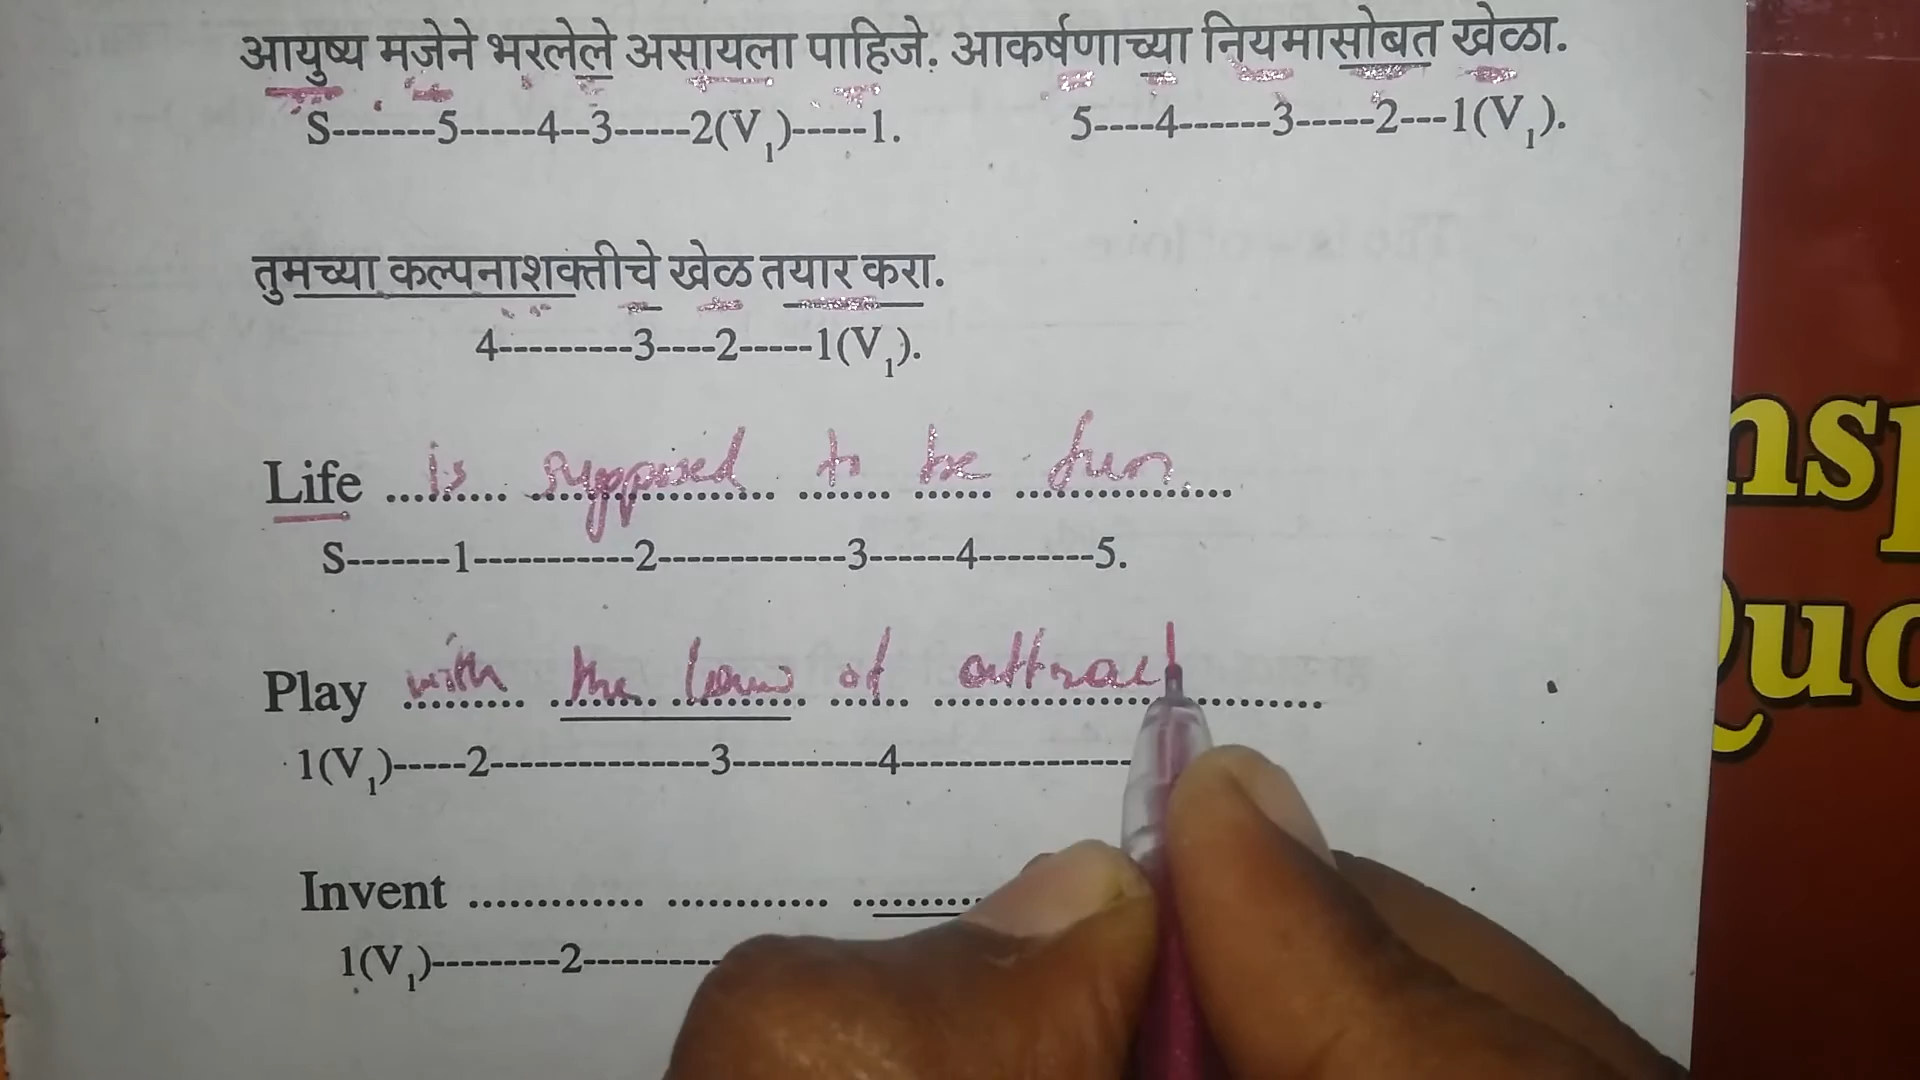 आयुष्य मजेने भरलेले असायला पाहिजे. आकर्षणाच्या नियमासोबत खेळा.
S-------5-----4--3-----2(V1)-----1. 5----4------3-----2---1(V1).
तुमच्या कल्पनाशक्तीचे खेळ तयार करा.
4---------3----2-----1(V1).
Life is supposed to be fun.
S-------1-----------2-------------3------4--------5.
Play with the law of attract
1(V1)-----2---------------3----------4----------------
Invent
1(V1)---------2----------